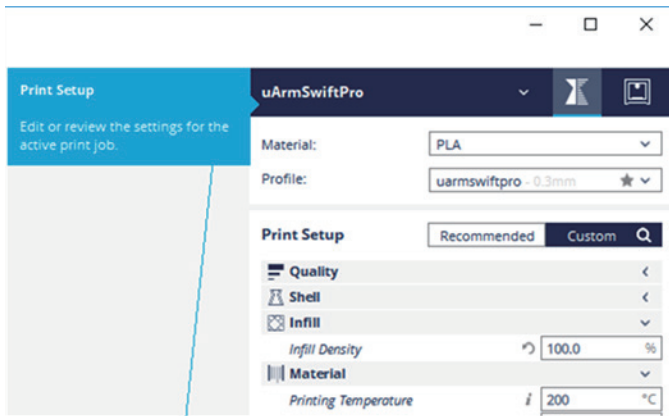 Print Setup
Edit or review the settings for the
active print job.
uArmSwiftPro
Material:
PLA
Profile:
uarmswiftpro - 0.3mm
Print Setup
Recommended
Custom
Quality
Shell
Infill
Infill Density
100.0
%
Material
Printing Temperature
i
200
°C